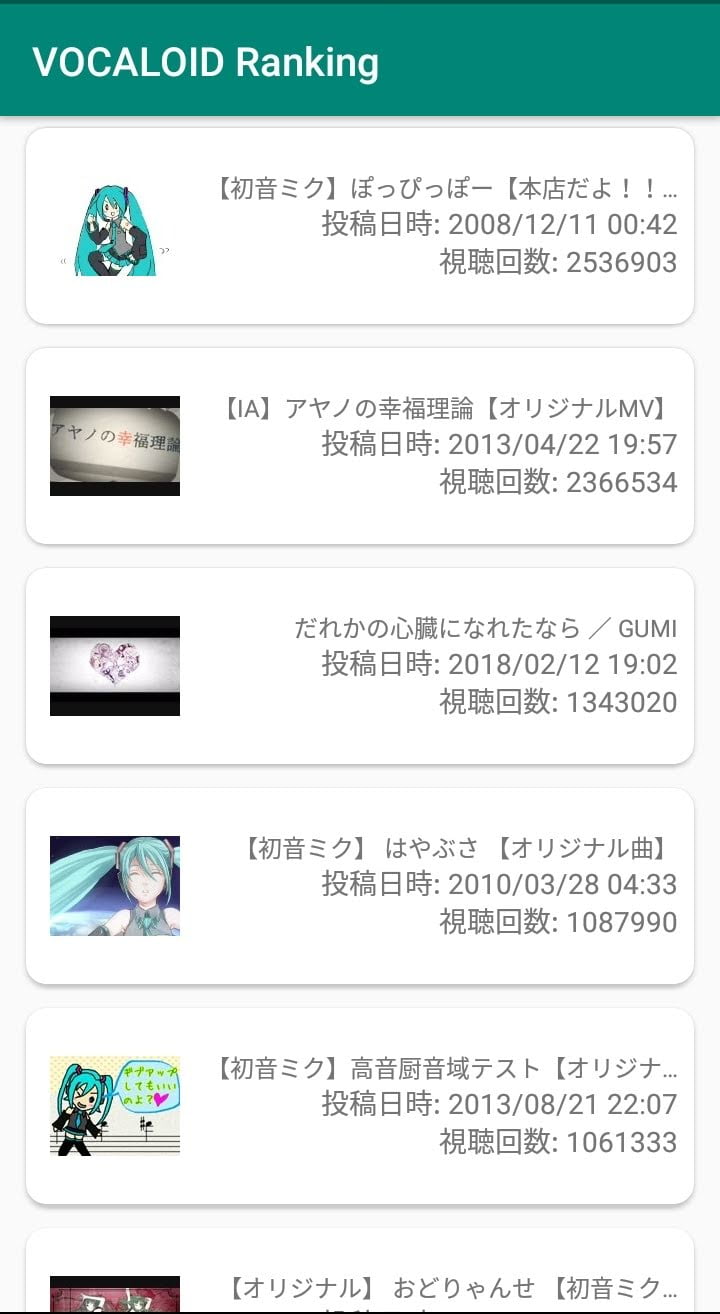 VOCALOID Ranking
【初音ミク】ぽっぴっぽー【本店だよ！！...
投稿日時: 2008/12/11 00:42
視聴回数: 2536903
アヤノの幸福理論
【IA】アヤノの幸福理論【オリジナルMV】
投稿日時: 2013/04/22 19:57
視聴回数: 2366534
だれかの心臓になれたなら ／ GUMI
投稿日時: 2018/02/12 19:02
視聴回数: 1343020
【初音ミク】 はやぶさ 【オリジナル曲】
投稿日時: 2010/03/28 04:33
視聴回数: 1087990
ギブアップ
してもいい
のよ？
【初音ミク】高音厨音域テスト【オリジナ...
投稿日時: 2013/08/21 22:07
視聴回数: 1061333
【オリジナル】 おどりゃんせ 【初音ミク...